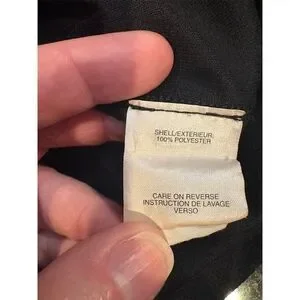 SHELL/EXTERIEUR:
100% POLYESTER
CARE ON REVERSE
INSTRUCTION DE LAVAGE
VERSO